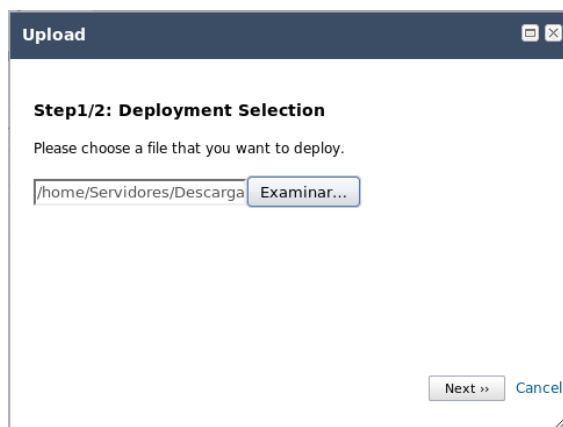 Upload
Step1/2: Deployment Selection
Please choose a file that you want to deploy.
/home/Servidores/Descarga Examinar...
Next ›› Cancel